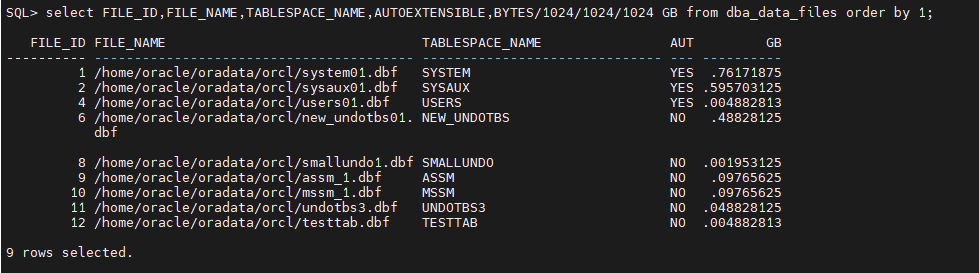 SQL> select FILE_ID,FILE_NAME,TABLESPACE_NAME,AUTOEXTENSIBLE,BYTES/1024/1024/1024 GB from dba_data_files order by 1;
FILE_ID FILE_NAME TABLESPACE_NAME AUT GB
---------- ---------------------------------------- ------------------------------ --- ----------
1 /home/oracle/oradata/orcl/system01.dbf SYSTEM YES .76171875
2 /home/oracle/oradata/orcl/sysaux01.dbf SYSAUX YES .595703125
4 /home/oracle/oradata/orcl/users01.dbf USERS YES .004882813
6 /home/oracle/oradata/orcl/new_undotbs01. NEW_UNDOTBS NO .48828125
dbf
8 /home/oracle/oradata/orcl/smallundo1.dbf SMALLUNDO NO .001953125
9 /home/oracle/oradata/orcl/assm_1.dbf ASSM NO .09765625
10 /home/oracle/oradata/orcl/mssm_1.dbf MSSM NO .09765625
11 /home/oracle/oradata/orcl/undotbs3.dbf UNDOTBS3 NO .048828125
12 /home/oracle/oradata/orcl/testtab.dbf TESTTAB NO .004882813
9 rows selected.